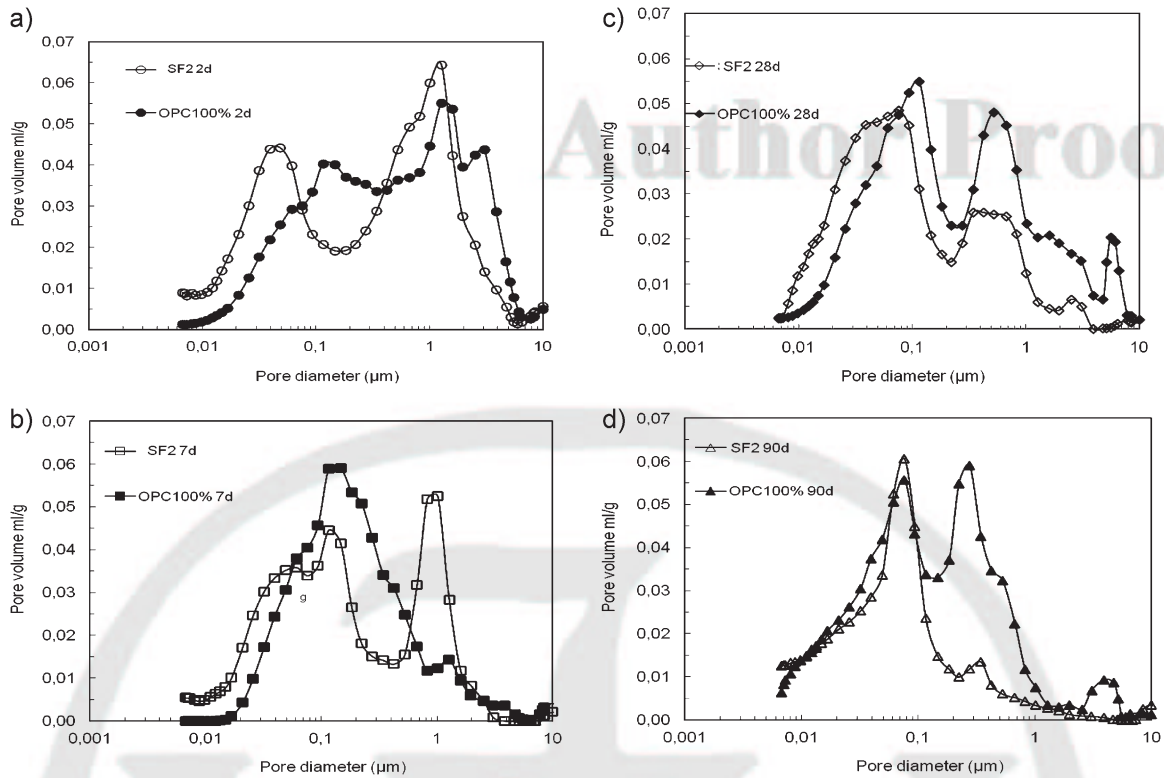 a)
0,07
0,06
0,05
0,04
0,03
0,02
0,01
0,00
Pore volume ml/g
SF2 2d
OPC100% 2d
0,001 0,01 0,1 1 10
Pore diameter (µm)
c)
0,07
0,06
0,05
0,04
0,03
0,02
0,01
0,00
Pore volume ml/g
: SF2 28d
OPC100% 28d
0,001 0,01 0,1 1 10
Pore diameter (µm)
Author Proo
b)
0,07
0,06
0,05
0,04
0,03
0,02
0,01
0,00
Pore volume ml/g
SF2 7d
OPC100% 7d
g
0,001 0,01 0,1 1 10
Pore diameter (µm)
d)
0,07
0,06
0,05
0,04
0,03
0,02
0,01
0,00
Pore volume ml/g
SF2 90d
OPC100% 90d
0,001 0,01 0,1 1 10
Pore diameter (µm)